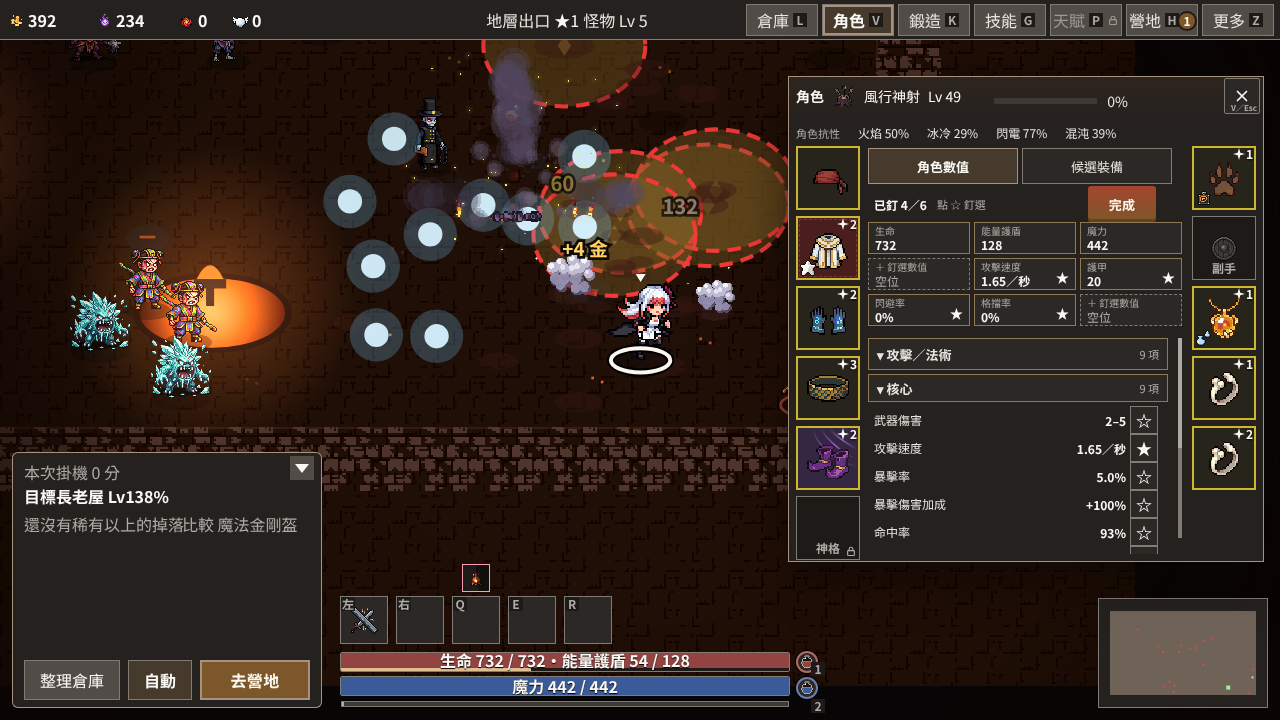 392 234 0 0
地層出口 ★1 怪物 Lv 5
倉庫 L
角色 V
鍛造 K
技能 G
天賦 P
營地 H 1
更多 Z
角色 風行神射 Lv 49 0%
V／Esc
角色抗性 火焰 50% 冰冷 29% 閃電 77% 混沌 39%
角色數值
候選裝備
已釘 4／6 點 ☆ 釘選
完成
生命
732
能量護盾
128
魔力
442
＋ 釘選數值
空位
攻擊速度
1.65／秒 ★
護甲
20 ★
閃避率
0% ★
格擋率
0% ★
＋ 釘選數值
空位
▼攻擊／法術 9 項
▼核心 9 項
武器傷害 2–5 ☆
攻擊速度 1.65／秒 ★
暴擊率 5.0% ☆
暴擊傷害加成 +100% ☆
命中率 93% ☆
+2
+2
+3
+2
神格
+1
副手
+1
+1
+2
60
132
+4 金
本次掛機 0 分
目標長老屋 Lv138%
還沒有稀有以上的掉落比較 魔法金剛盔
整理倉庫
自動
去營地
左
右
Q
E
R
生命 732 / 732・能量護盾 54 / 128
1
魔力 442 / 442
2